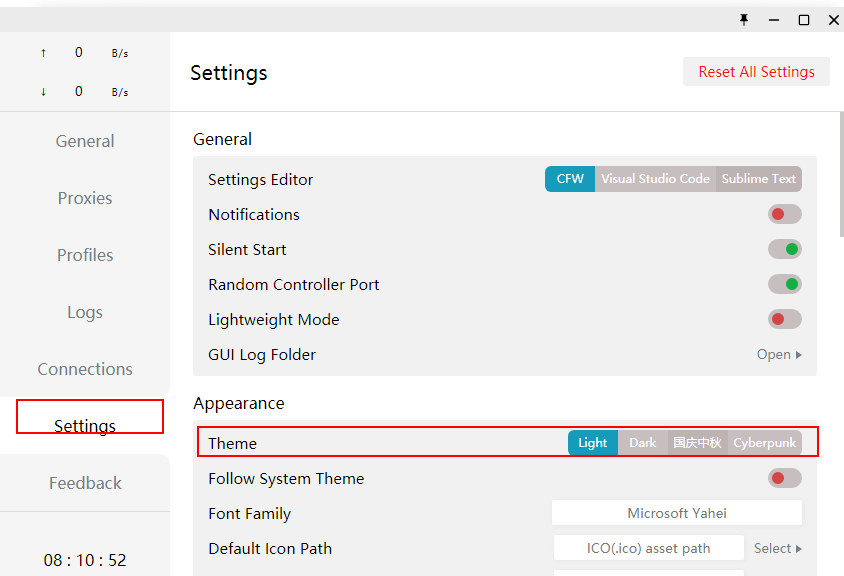 ↑ 0 B/s
↓ 0 B/s
General
Proxies
Profiles
Logs
Connections
Settings
Feedback
08 : 10 : 52
Settings
Reset All Settings
General
Settings Editor CFW Visual Studio Code Sublime Text
Notifications
Silent Start
Random Controller Port
Lightweight Mode
GUI Log Folder Open
Appearance
Theme Light Dark 国庆中秋 Cyberpunk
Follow System Theme
Font Family Microsoft Yahei
Default Icon Path ICO(.ico) asset path Select